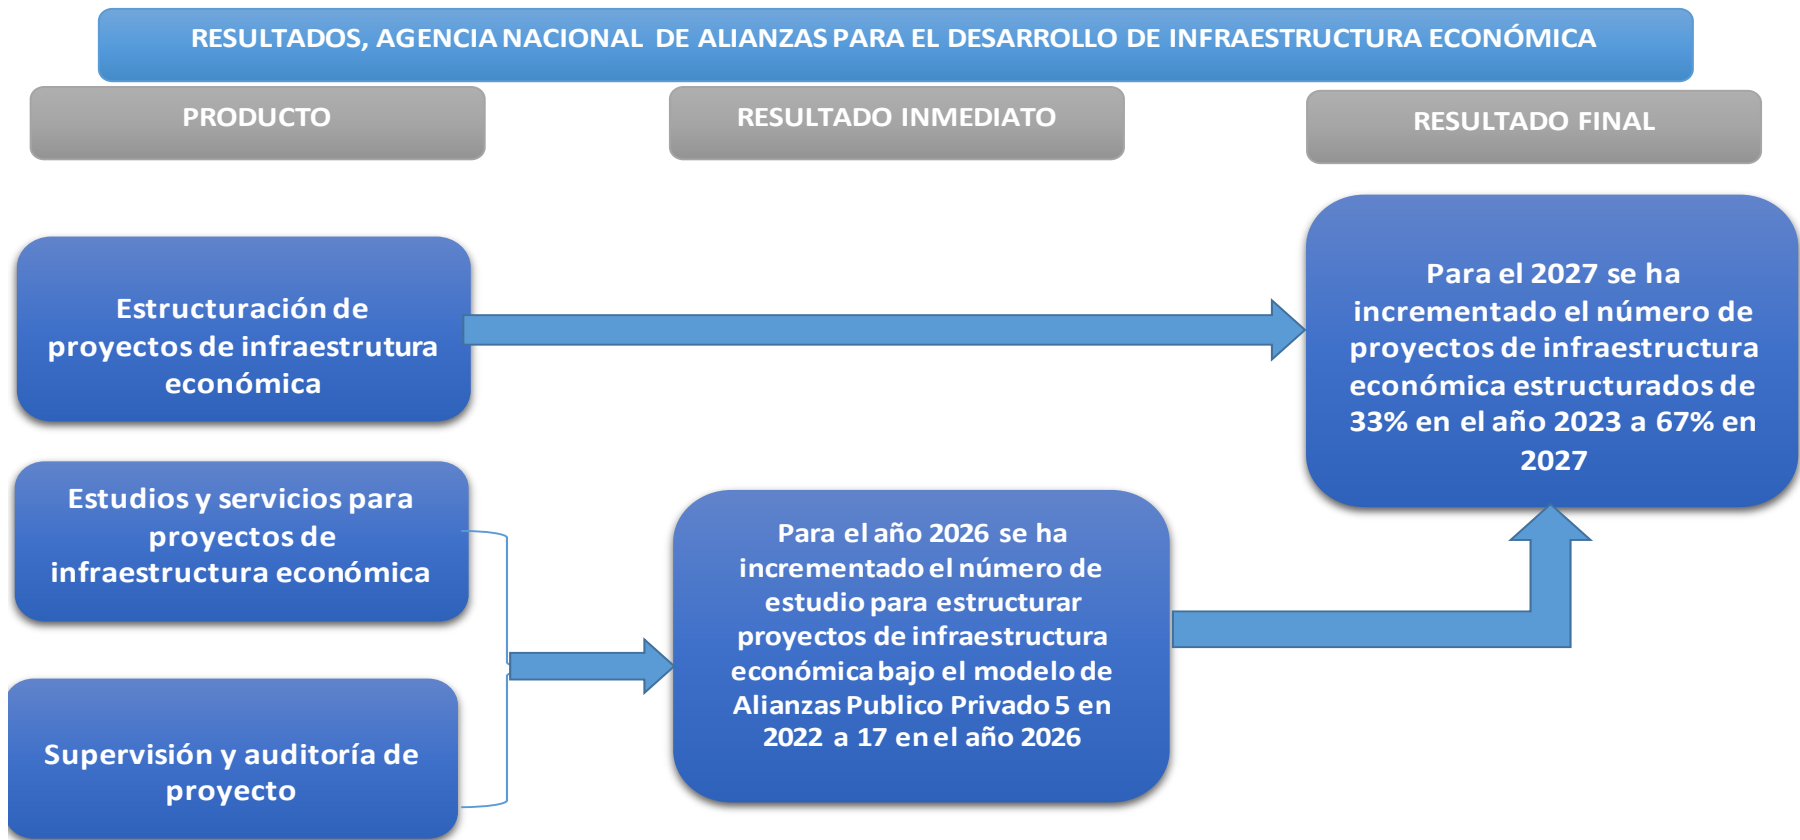 RESULTADOS, AGENCIA NACIONAL DE ALIANZAS PARA EL DESARROLLO DE INFRAESTRUCTURA ECONÓMICA
PRODUCTO
RESULTADO INMEDIATO
RESULTADO FINAL
Estructuración de
proyectos de infraestrutura
económica
Estudios y servicios para
proyectos de
infraestructura económica
Supervisión y auditoría de
proyecto
Para el año 2026 se ha
incrementado el número de
estudio para estructurar
proyectos de infraestructura
económica bajo el modelo de
Alianzas Publico Privado 5 en
2022 a 17 en el año 2026
Para el 2027 se ha
incrementado el número de
proyectos de infraestructura
económica estructurados de
33% en el año 2023 a 67% en
2027